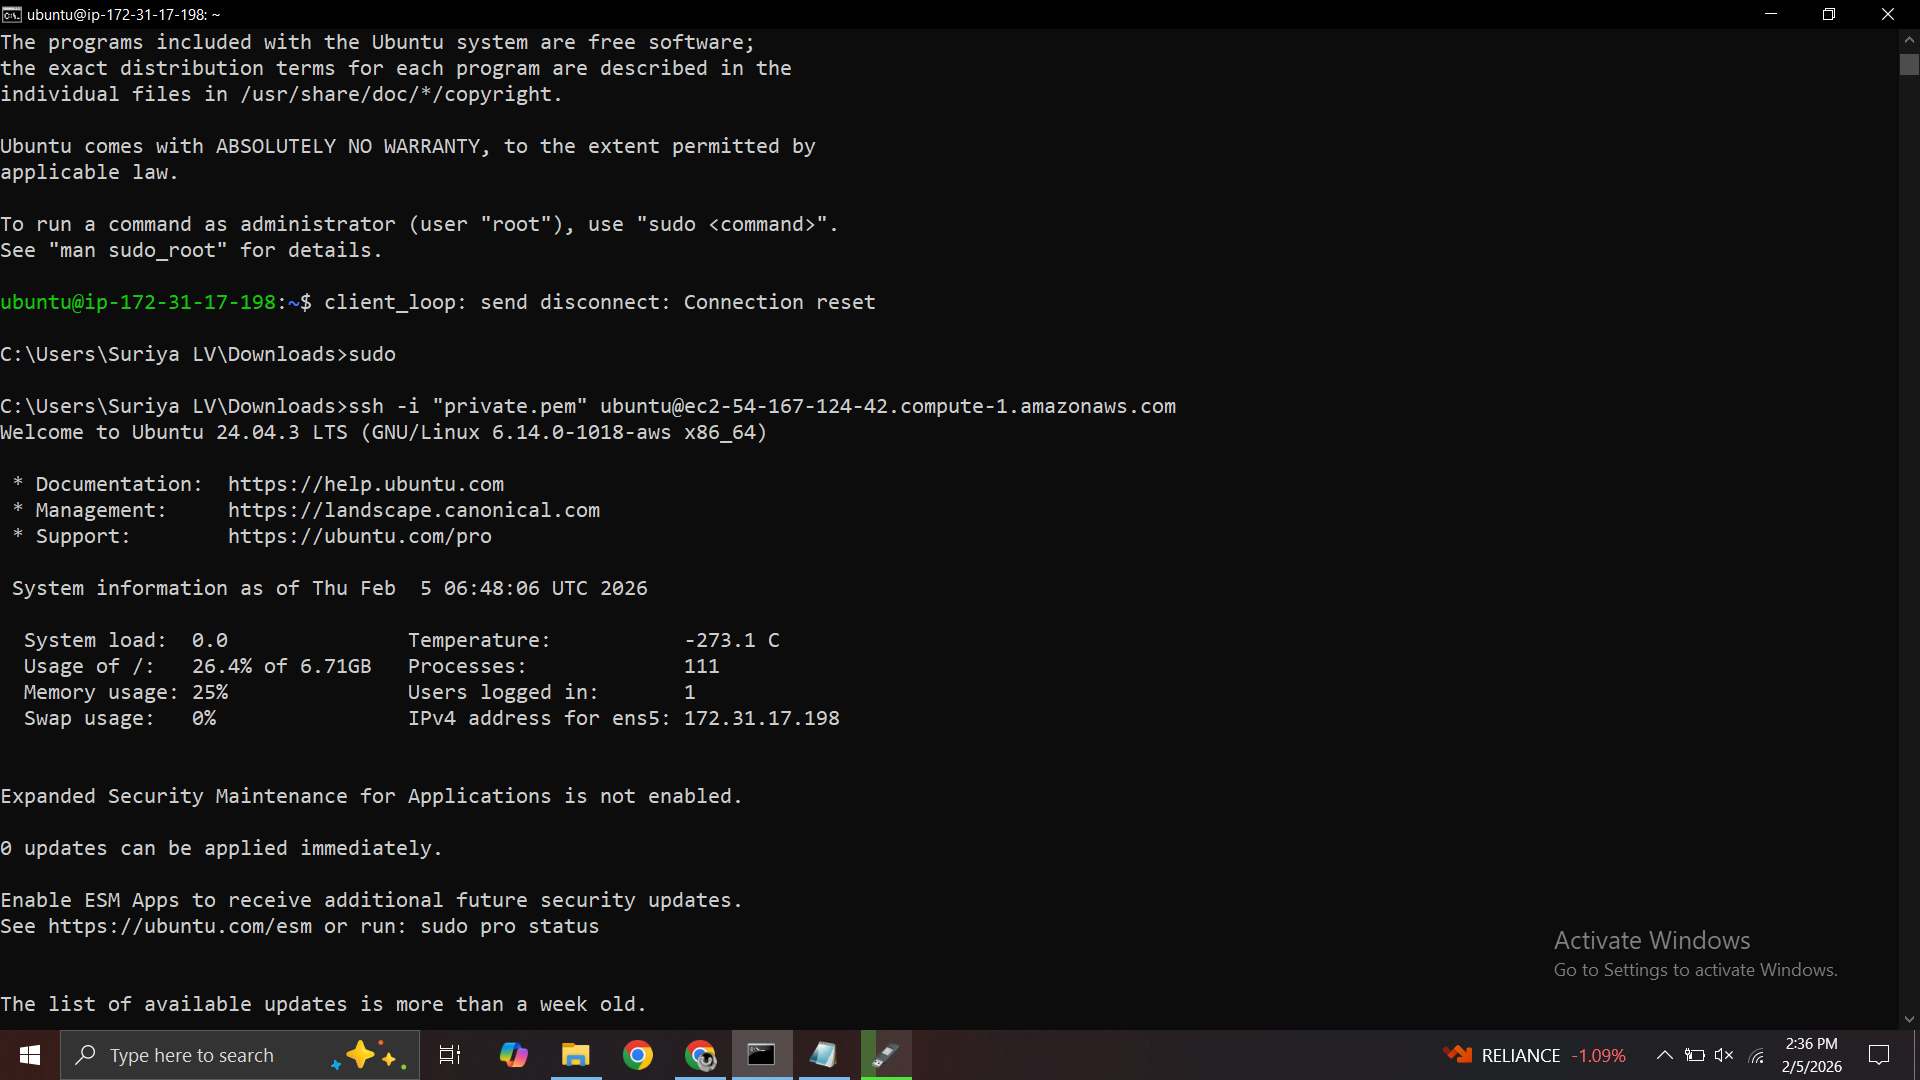 ubuntu@ip-172-31-17-198: ~
The programs included with the Ubuntu system are free software;
the exact distribution terms for each program are described in the
individual files in /usr/share/doc/*/copyright.
Ubuntu comes with ABSOLUTELY NO WARRANTY, to the extent permitted by
applicable law.
To run a command as administrator (user "root"), use "sudo <command>".
See "man sudo_root" for details.
ubuntu@ip-172-31-17-198:~$ client_loop: send disconnect: Connection reset
C:\Users\Suriya LV\Downloads>sudo
C:\Users\Suriya LV\Downloads>ssh -i "private.pem" ubuntu@ec2-54-167-124-42.compute-1.amazonaws.com
Welcome to Ubuntu 24.04.3 LTS (GNU/Linux 6.14.0-1018-aws x86_64)
* Documentation:  https://help.ubuntu.com
* Management:     https://landscape.canonical.com
* Support:        https://ubuntu.com/pro
System information as of Thu Feb  5 06:48:06 UTC 2026
System load:  0.0               Temperature:           -273.1 C
Usage of /:   26.4% of 6.71GB   Processes:             111
Memory usage: 25%               Users logged in:       1
Swap usage:   0%                IPv4 address for ens5: 172.31.17.198
Expanded Security Maintenance for Applications is not enabled.
0 updates can be applied immediately.
Enable ESM Apps to receive additional future security updates.
See https://ubuntu.com/esm or run: sudo pro status
The list of available updates is more than a week old.
Activate Windows
Go to Settings to activate Windows.
Type here to search
RELIANCE -1.09%
2:36 PM
2/5/2026